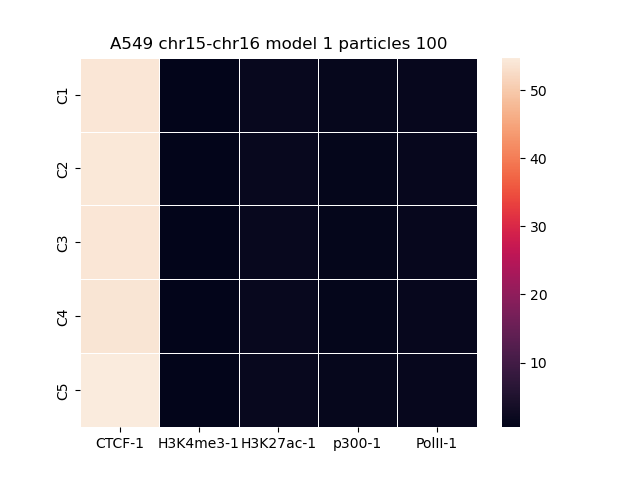 A549 chr15-chr16 model 1 particles 100
C1
C2
C3
C4
C5
CTCF-1 H3K4me3-1 H3K27ac-1 p300-1 PolII-1
50
40
30
20
10